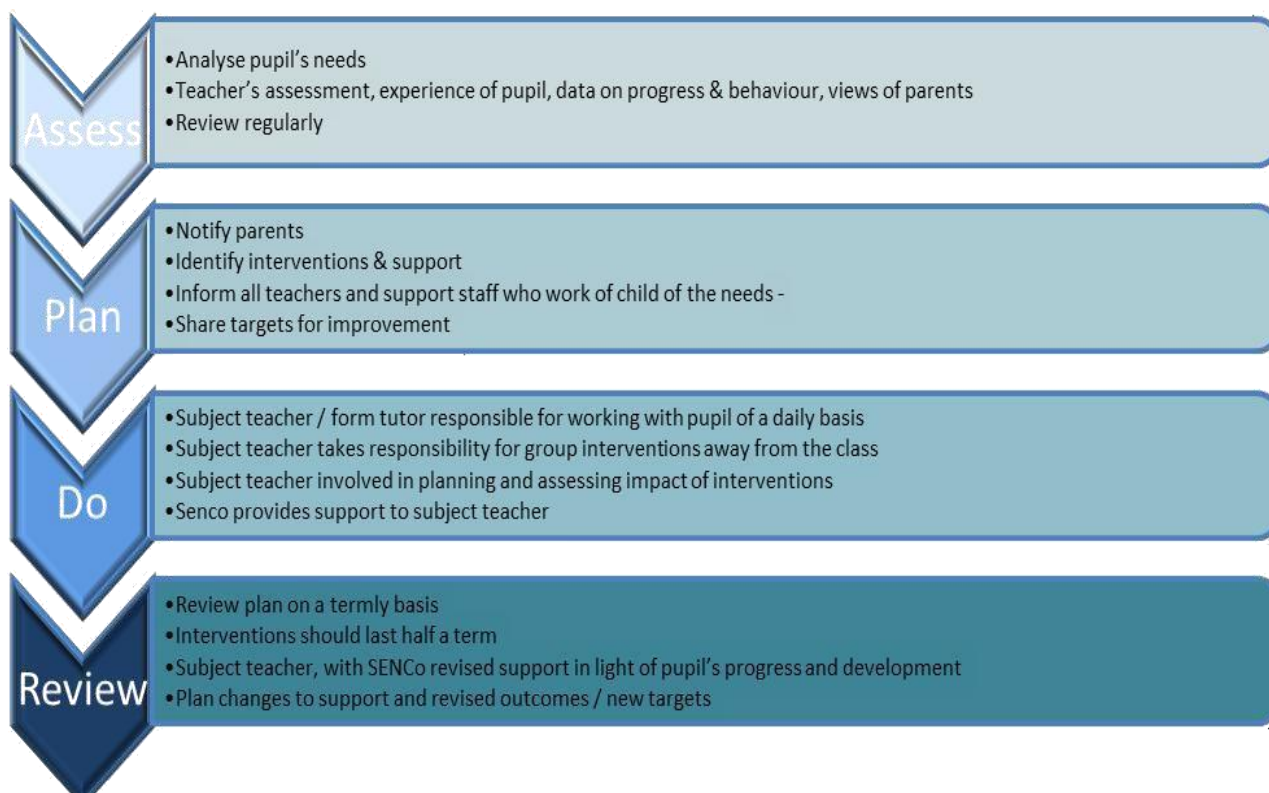 Assess
•Analyse pupil's needs
•Teacher's assessment, experience of pupil, data on progress & behaviour, views of parents
•Review regularly
Plan
•Notify parents
•Identify interventions & support
•Inform all teachers and support staff who work of child of the needs -
•Share targets for improvement
Do
•Subject teacher / form tutor responsible for working with pupil of a daily basis
•Subject teacher takes responsibility for group interventions away from the class
•Subject teacher involved in planning and assessing impact of interventions
•Senco provides support to subject teacher
Review
•Review plan on a termly basis
•Interventions should last half a term
•Subject teacher, with SENCo revised support in light of pupil's progress and development
•Plan changes to support and revised outcomes / new targets